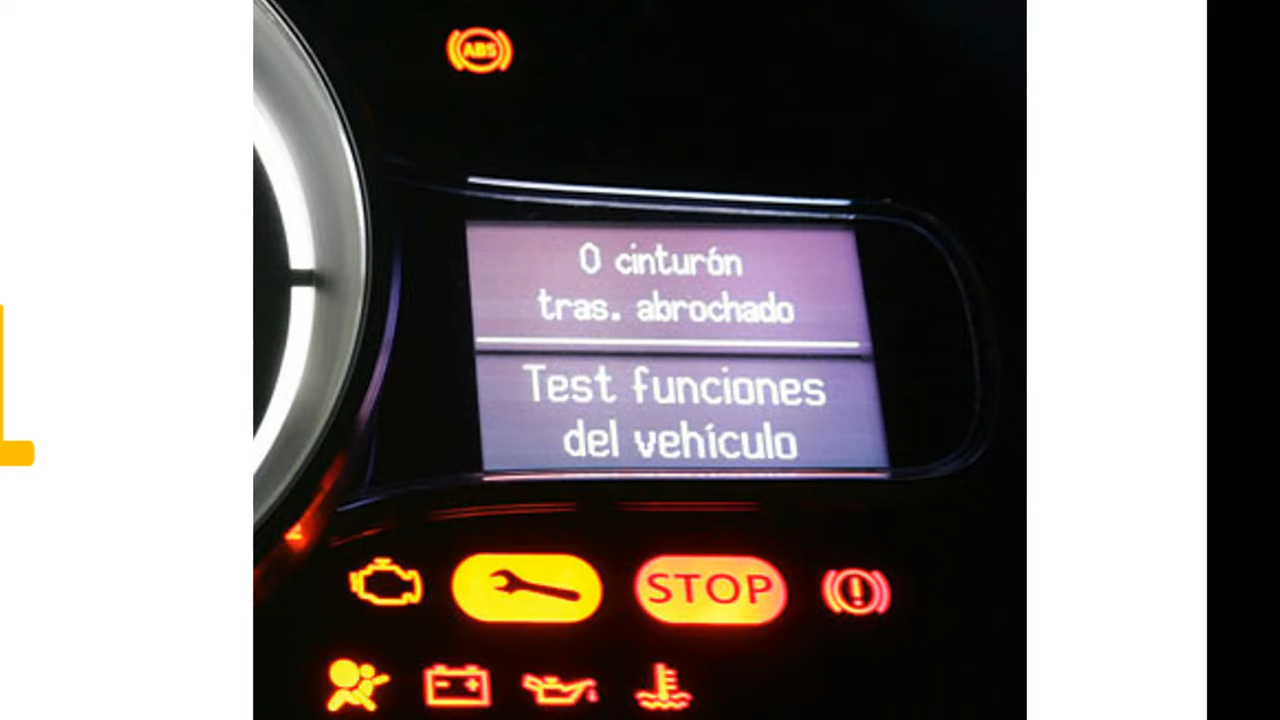 ABS
0 cinturón
tras. abrochado
Test funciones
del vehículo
STOP